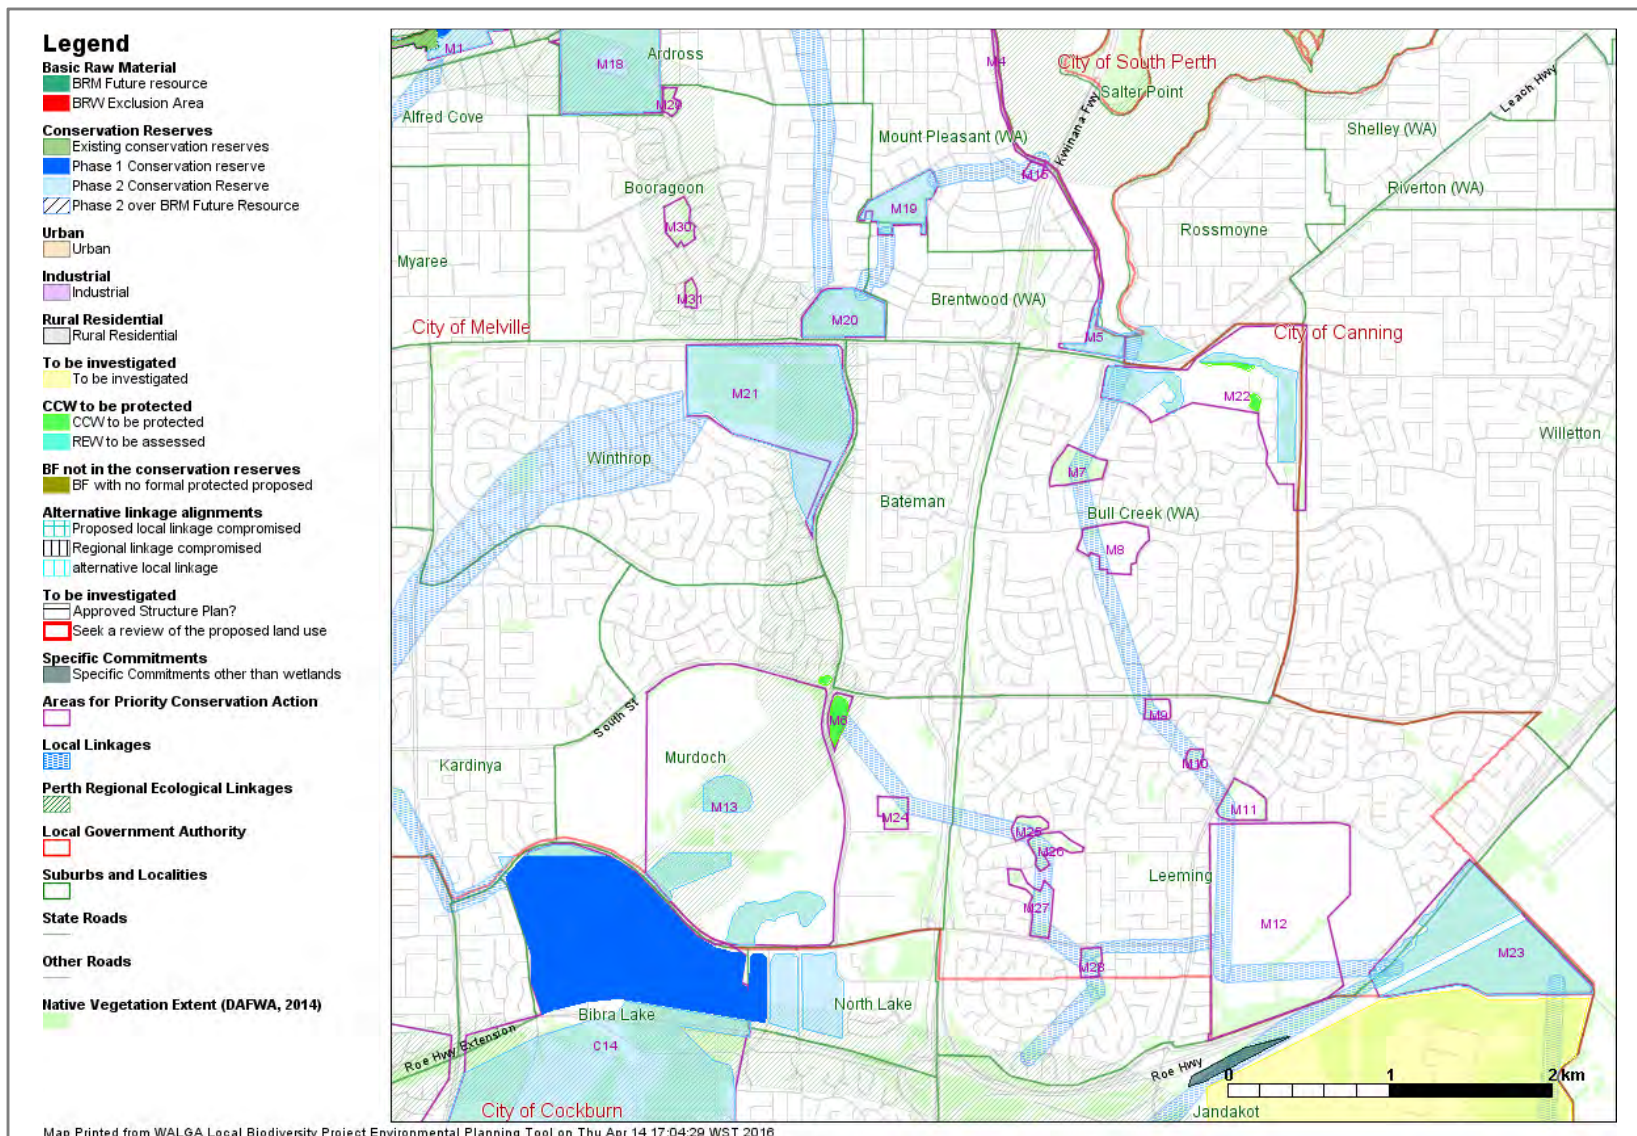 Legend
Basic Raw Material
BRM Future resource
BRW Exclusion Area
Conservation Reserves
Existing conservation reserves
Phase 1 Conservation reserve
Phase 2 Conservation Reserve
Phase 2 over BRM Future Resource
Urban
Urban
Industrial
Industrial
Rural Residential
Rural Residential
To be investigated
To be investigated
CCW to be protected
CCW to be protected
REW to be assessed
BF not in the conservation reserves
BF with no formal protected proposed
Alternative linkage alignments
Proposed local linkage compromised
Regional linkage compromised
alternative local linkage
To be investigated
Approved Structure Plan?
Seek a review of the proposed land use
Specific Commitments
Specific Commitments other than wetlands
Areas for Priority Conservation Action
Local Linkages
Perth Regional Ecological Linkages
Local Government Authority
Suburbs and Localities
State Roads
Other Roads
Native Vegetation Extent (DAFWA, 2014)
M1
Ardross
M18
M4
City of South Perth
Salter Point
Leach Hwy
M29
Alfred Cove
Kwinana Fwy
Mount Pleasant (WA)
Shelley (WA)
M15
Booragoon
Riverton (WA)
M19
M30
Rossmoyne
Myaree
M31
Brentwood (WA)
M20
City of Melville
M5
City of Canning
M21
M22
Willetton
Winthrop
M7
Bateman
Bull Creek (WA)
M8
South St
M6
M9
Murdoch
Kardinya
M10
M13
M24
M11
M25
M26
Leeming
M27
M12
M23
M28
North Lake
Bibra Lake
Roe Hwy Extension
C14
Roe Hwy
0 1 2 km
City of Cockburn
Jandakot
Map Printed from WALGA Local Biodiversity Project Environmental Planning Tool on Thu Apr 14 17:04:29 WST 2016